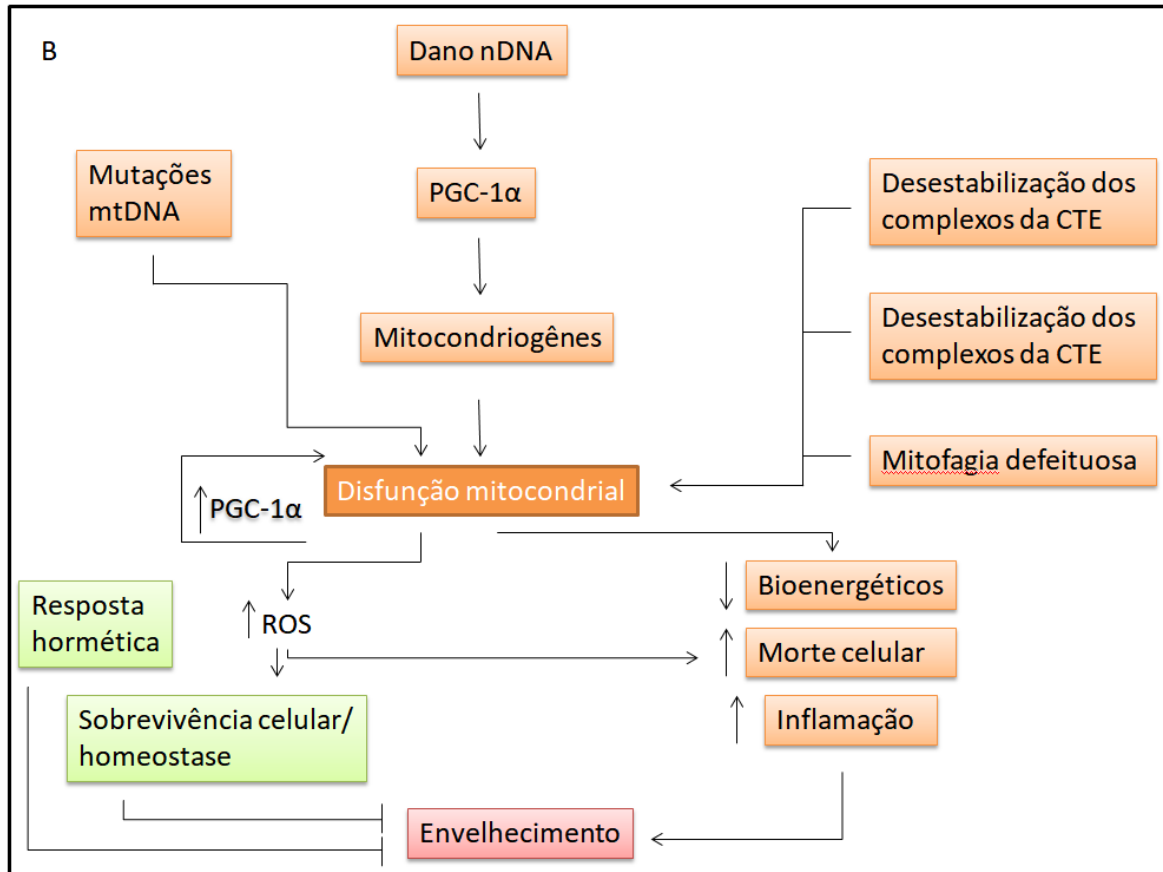 B
Dano nDNA
Mutações
mtDNA
PGC-1α
Desestabilização dos
complexos da CTE
Mitocondriogênes
Desestabilização dos
complexos da CTE
Mitofagia defeituosa
Disfunção mitocondrial
↑ PGC-1α
Resposta
hormética
↑ ROS
↓ Bioenergéticos
↑ Morte celular
↑ Inflamação
Sobrevivência celular/
homeostase
Envelhecimento